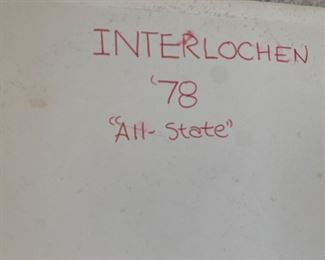 INTERLOCHEN
'78
"All-State"